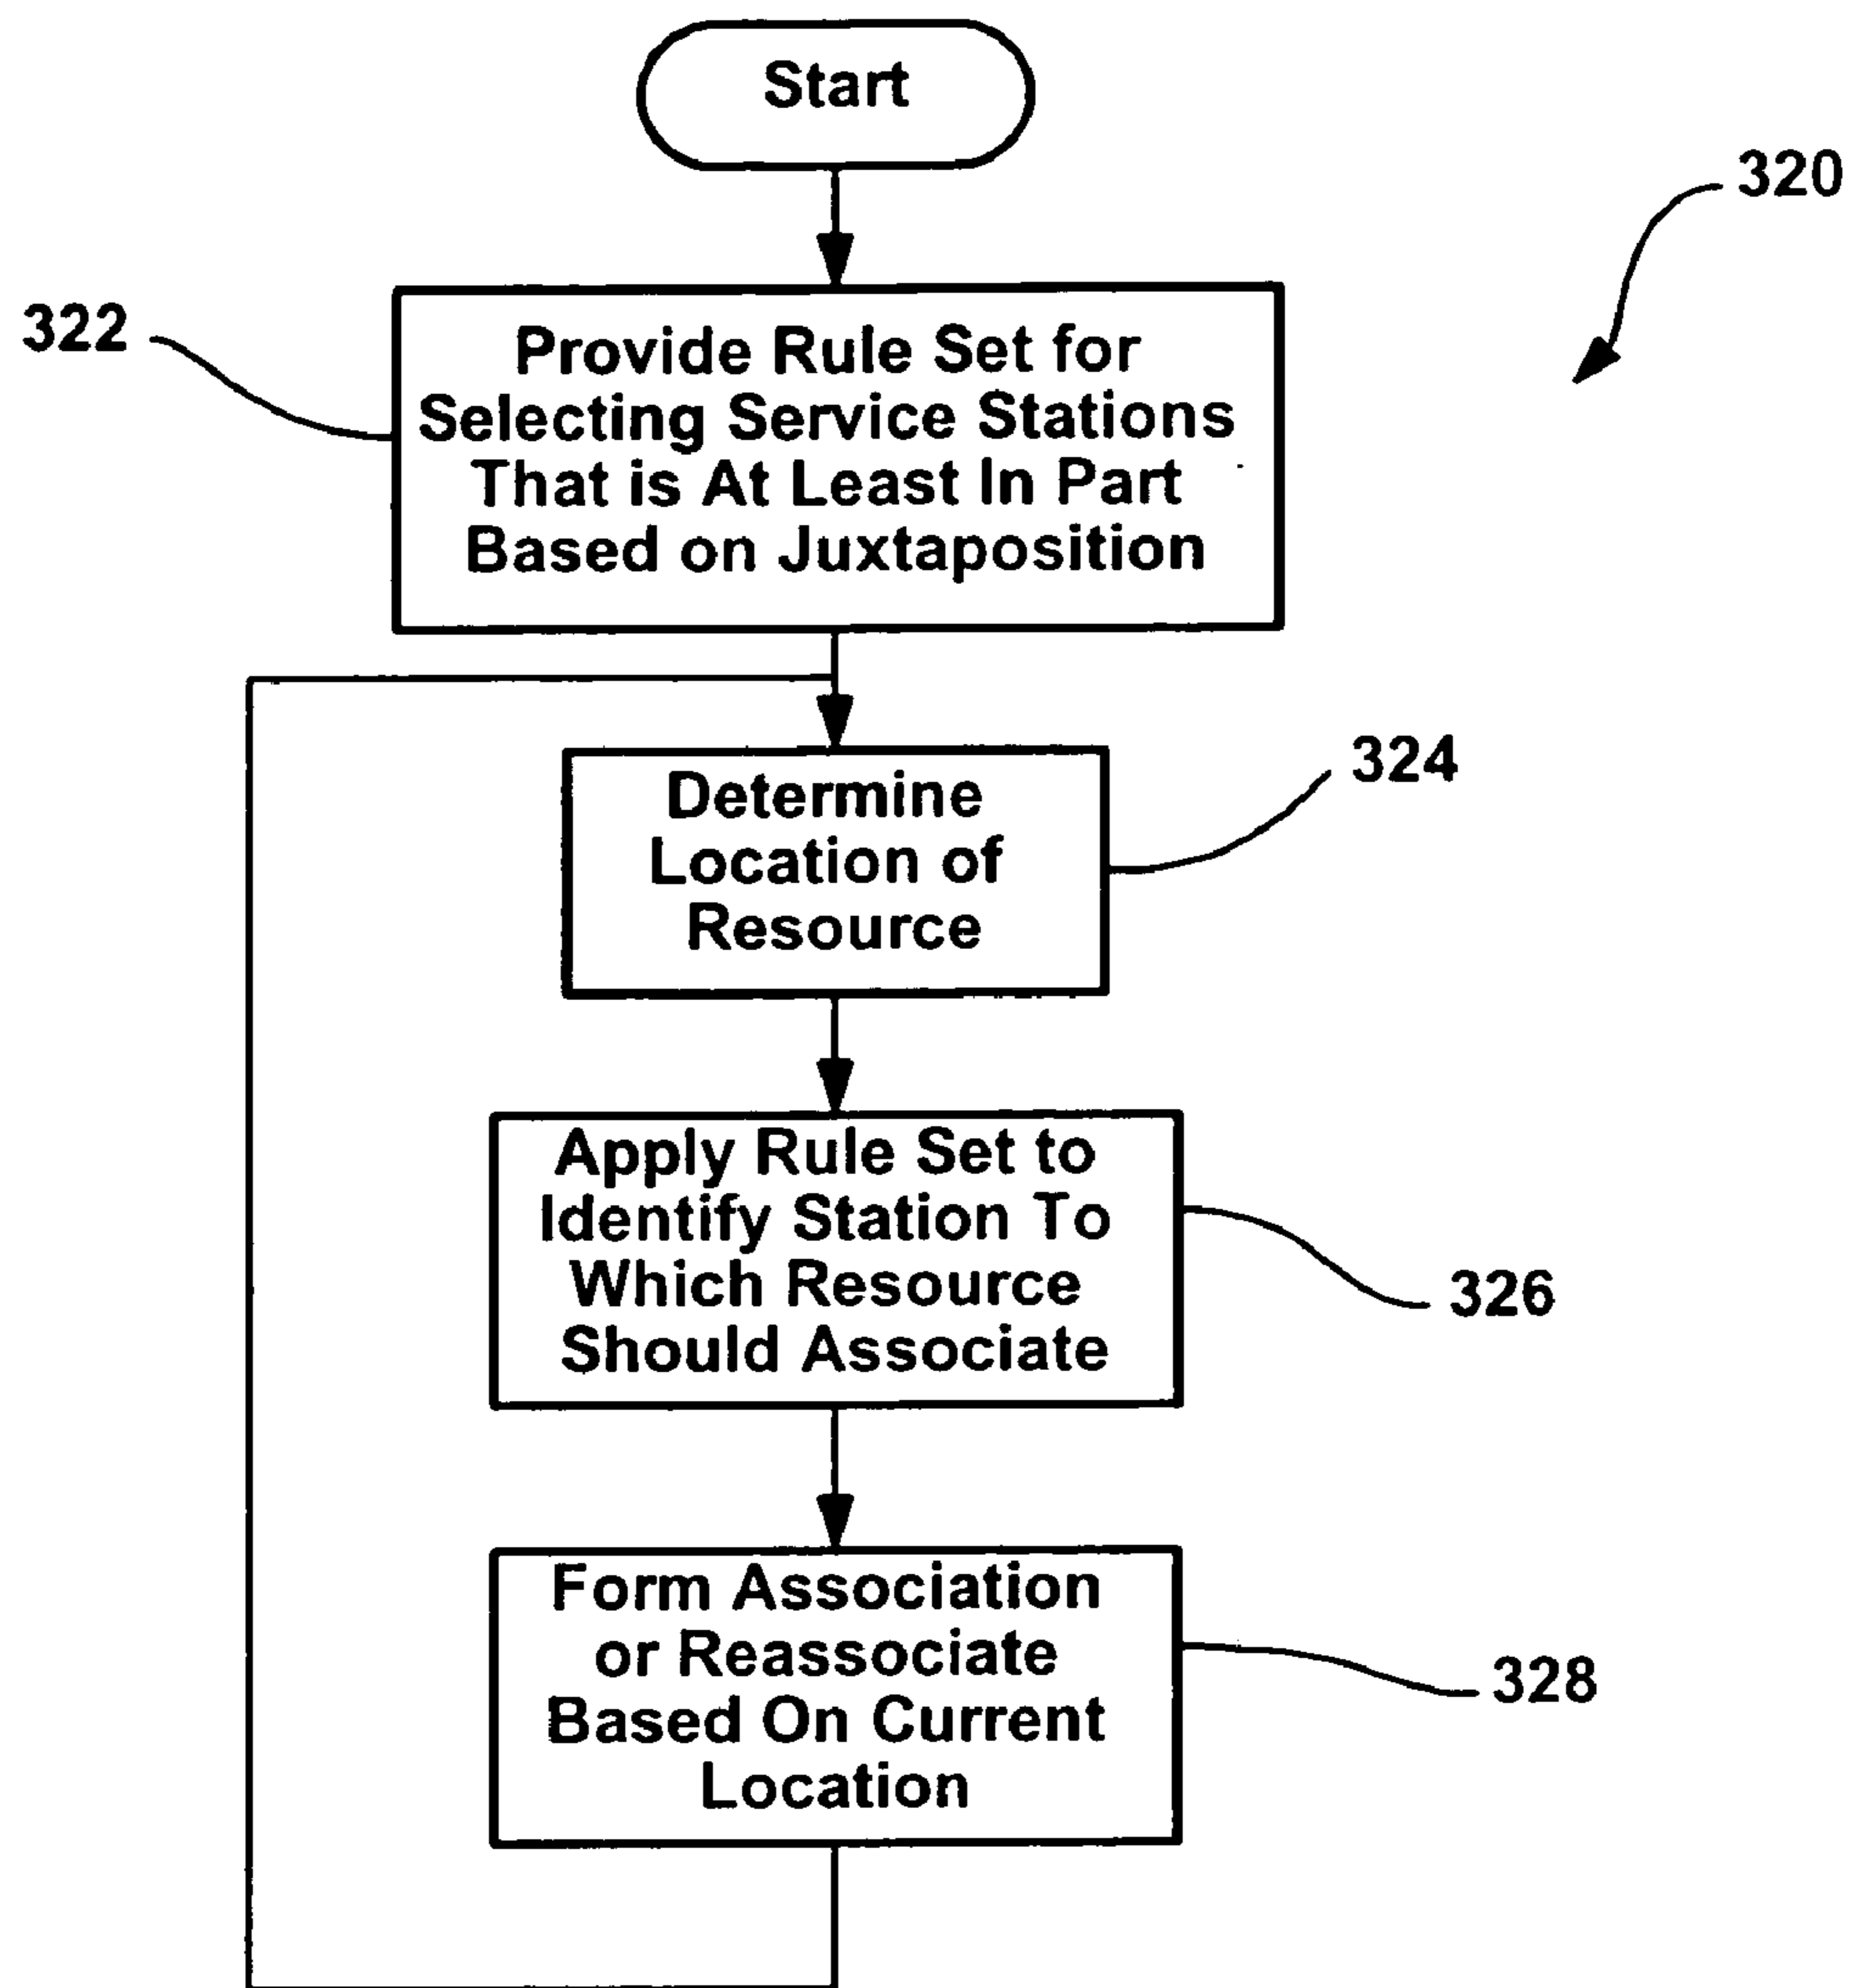 Start
320
322
Provide Rule Set for
Selecting Service Stations
That is At Least In Part
Based on Juxtaposition
324
Determine
Location of
Resource
Apply Rule Set to
Identify Station To
Which Resource
Should Associate
326
Form Association
or Reassociate
Based On Current
Location
328